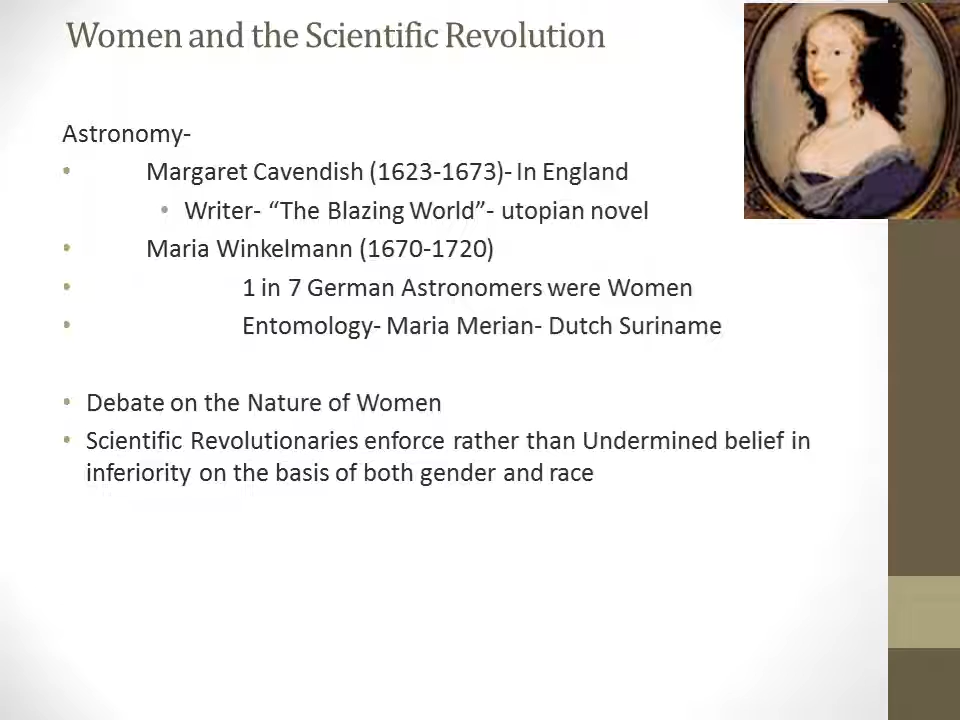 Women and the Scientific Revolution
Astronomy-
• Margaret Cavendish (1623-1673)- In England
• Writer- “The Blazing World”- utopian novel
• Maria Winkelmann (1670-1720)
• 1 in 7 German Astronomers were Women
• Entomology- Maria Merian- Dutch Suriname
• Debate on the Nature of Women
• Scientific Revolutionaries enforce rather than Undermined belief in
inferiority on the basis of both gender and race